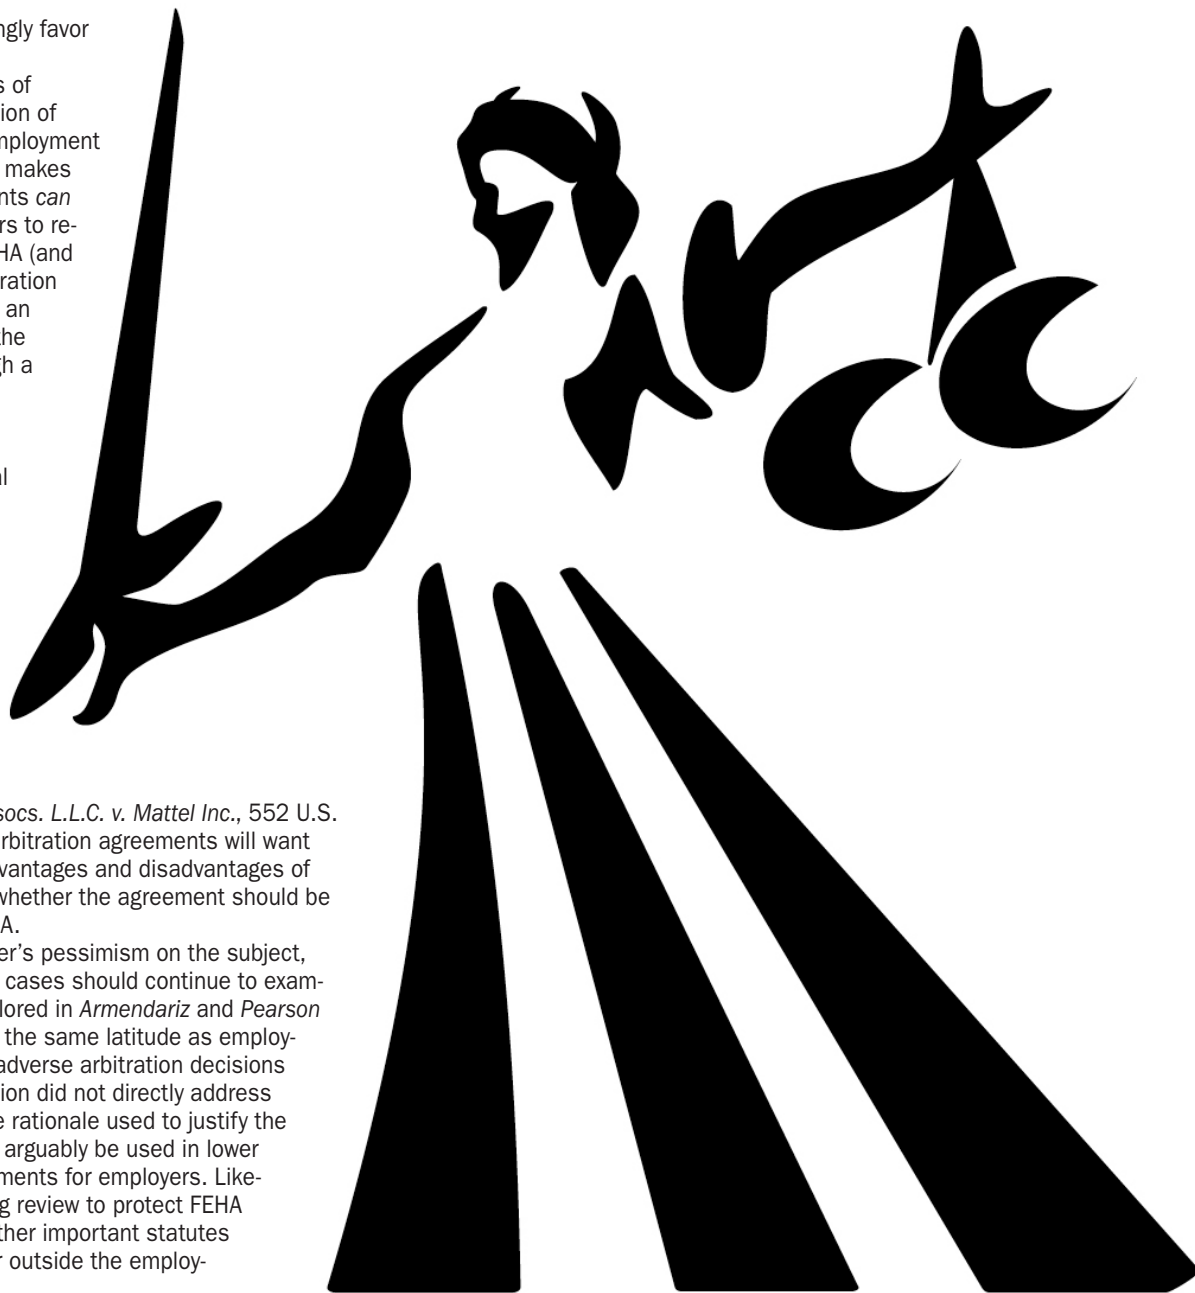 ngly favor
s of
ion of
mployment
makes
nts can
rs to re-
HA (and
ration
an
the
gh a
al
socs. L.L.C. v. Mattel Inc., 552 U.S.
rbitration agreements will want
vantages and disadvantages of
whether the agreement should be
A.
er’s pessimism on the subject,
cases should continue to exam-
lored in Armendariz and Pearson
the same latitude as employ-
adverse arbitration decisions
ion did not directly address
e rationale used to justify the
arguably be used in lower
ments for employers. Like-
g review to protect FEHA
ther important statutes
r outside the employ-